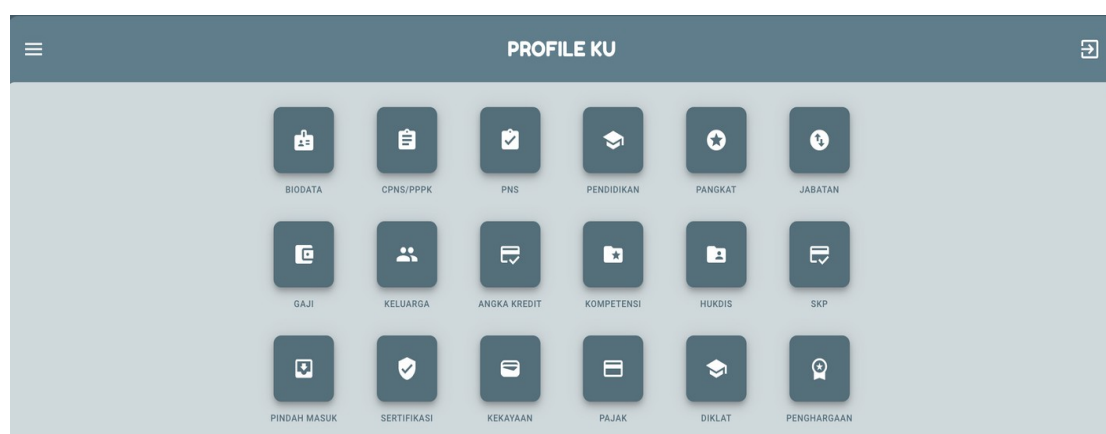 PROFILE KU
BIODATA CPNS/PPPK PNS PENDIDIKAN PANGKAT JABATAN
GAJI KELUARGA ANGKA KREDIT KOMPETENSI HUKDIS SKP
PINDAH MASUK SERTIFIKASI KEKAYAAN PAJAK DIKLAT PENGHARGAAN